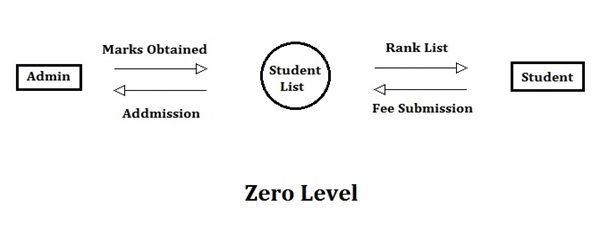 Marks Obtained
Rank List
Admin
Student
List
Student
Addmission
Fee Submission
Zero Level